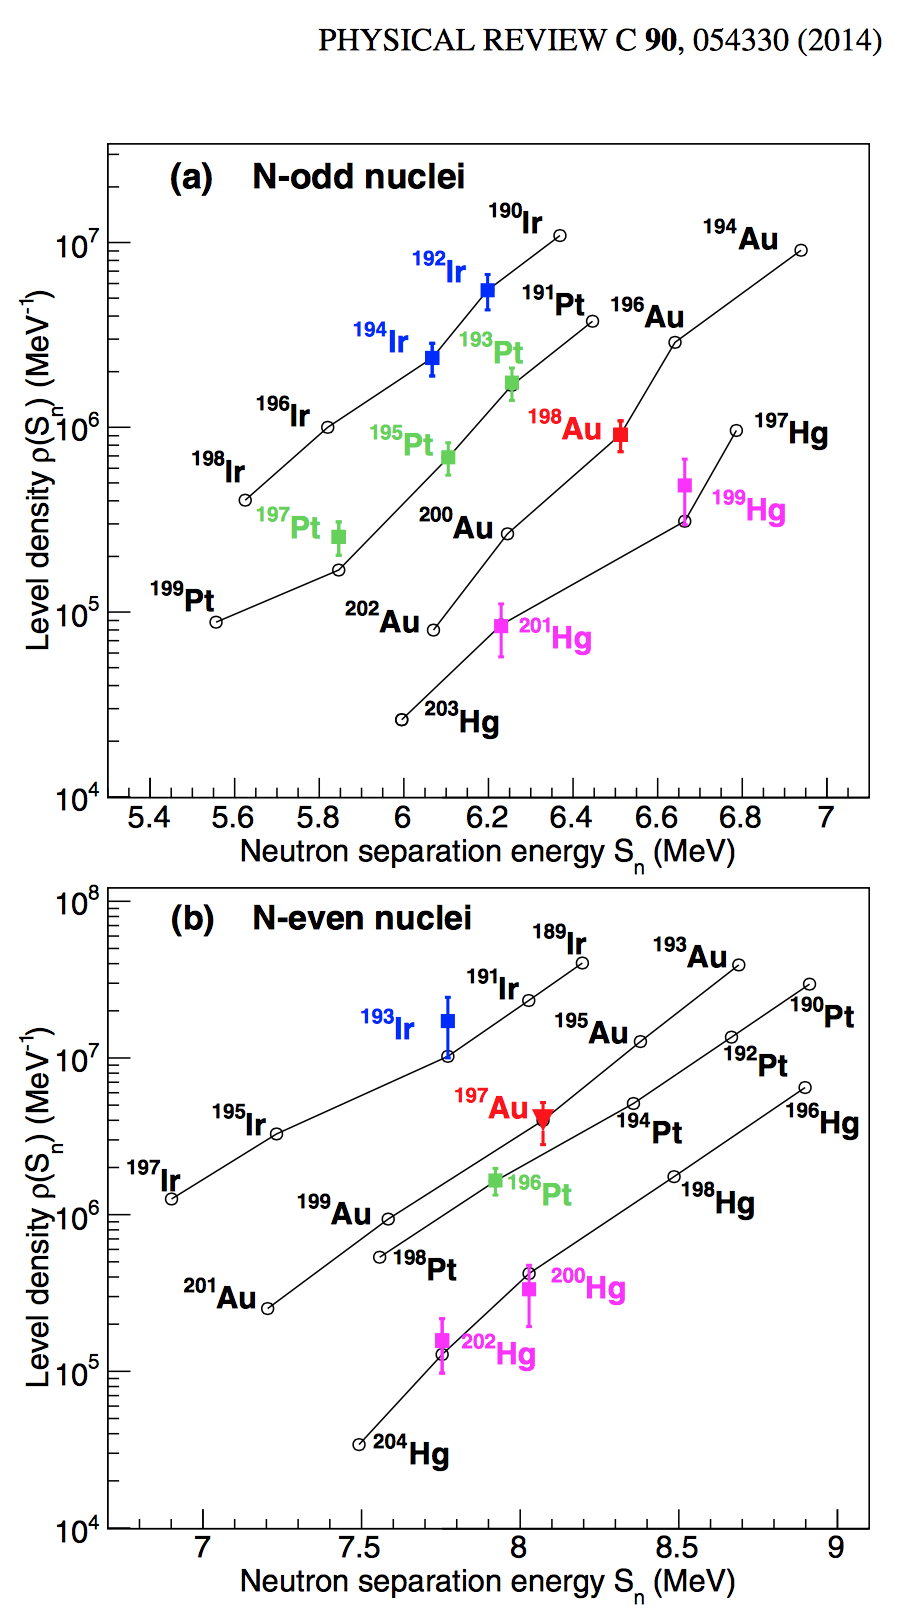 PHYSICAL REVIEW C 90, 054330 (2014)
(a) N-odd nuclei
Level density ρ(Sₙ) (MeV⁻¹)
10⁷
10⁶
10⁵
10⁴
¹⁹⁰Ir
¹⁹⁴Au
¹⁹²Ir
¹⁹¹Pt
¹⁹⁶Au
¹⁹⁴Ir
¹⁹³Pt
¹⁹⁶Ir
¹⁹⁸Au
¹⁹⁷Hg
¹⁹⁵Pt
¹⁹⁸Ir
¹⁹⁹Hg
¹⁹⁷Pt
²⁰⁰Au
¹⁹⁹Pt
²⁰²Au
²⁰¹Hg
²⁰³Hg
5.4 5.6 5.8 6 6.2 6.4 6.6 6.8 7
Neutron separation energy Sₙ (MeV)
(b) N-even nuclei
Level density ρ(Sₙ) (MeV⁻¹)
10⁸
10⁷
10⁶
10⁵
10⁴
¹⁸⁹Ir
¹⁹³Au
¹⁹¹Ir
¹⁹⁰Pt
¹⁹³Ir
¹⁹⁵Au
¹⁹²Pt
¹⁹⁷Au
¹⁹⁵Ir
¹⁹⁶Hg
¹⁹⁴Pt
¹⁹⁷Ir
¹⁹⁶Pt
¹⁹⁸Hg
¹⁹⁹Au
¹⁹⁸Pt
²⁰¹Au
²⁰⁰Hg
²⁰²Hg
²⁰⁴Hg
7 7.5 8 8.5 9
Neutron separation energy Sₙ (MeV)